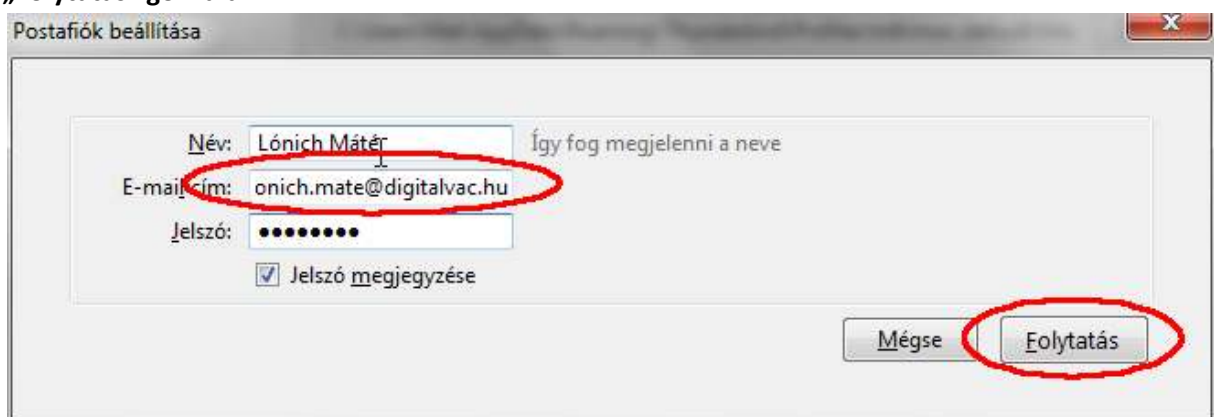 Postafiók beállítása
Név: Lónich Máté Így fog megjelenni a neve
E-mail cím: onich.mate@digitalvac.hu
Jelszó: ••••••••
Jelszó megjegyzése
Mégse Folytatás